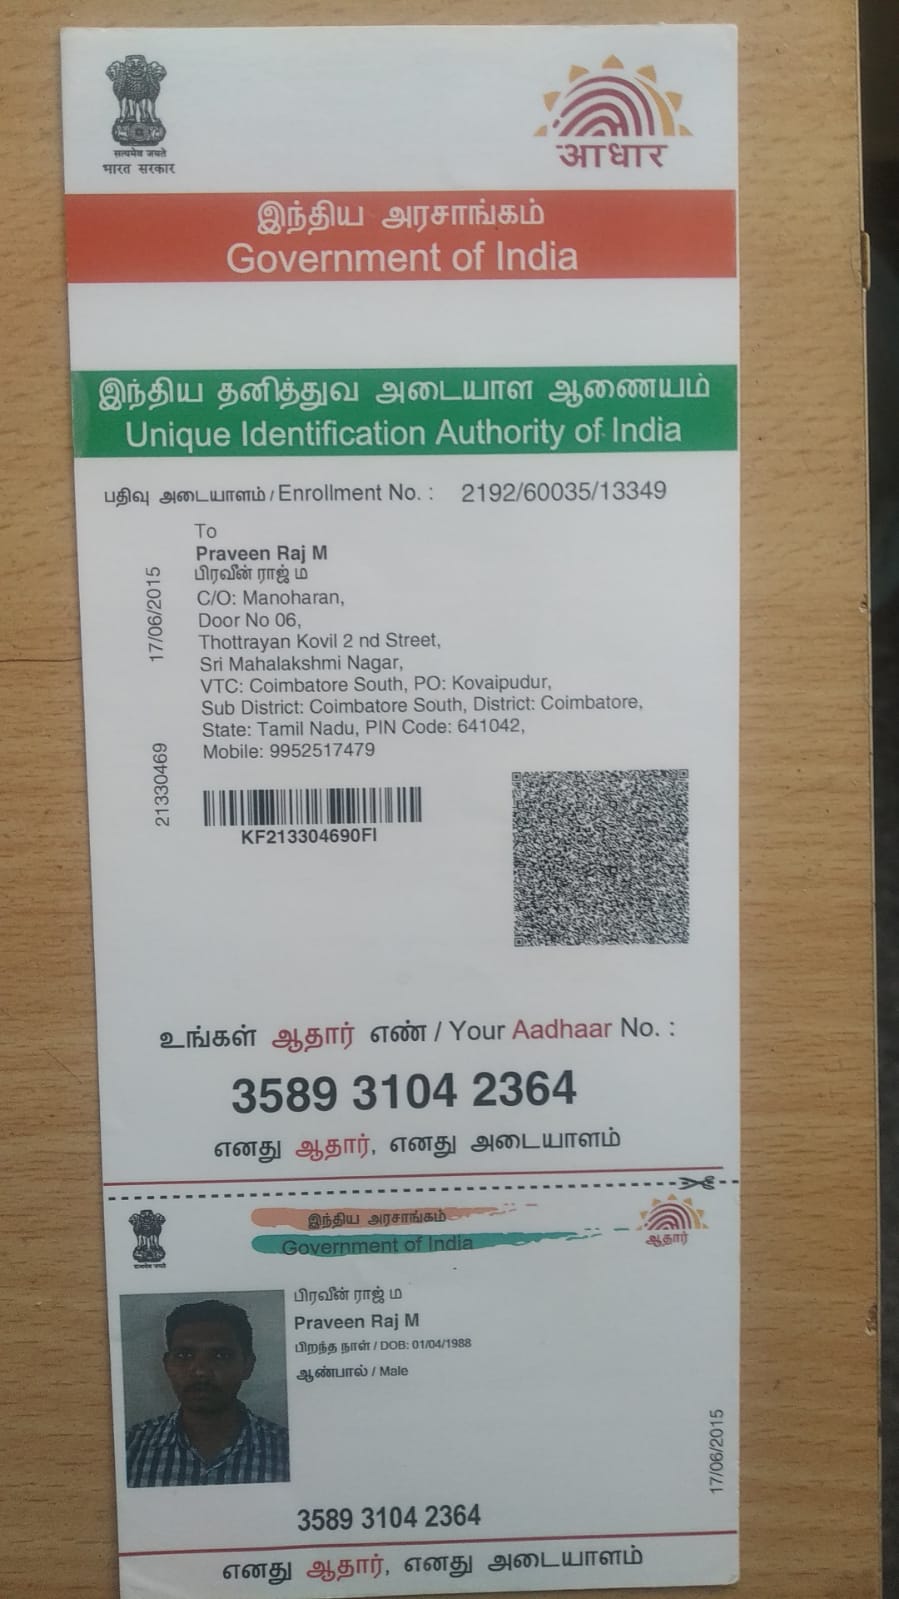 सत्यमेव जयते
भारत सरकार
आधार
இந்திய அரசாங்கம்
Government of India
இந்திய தனித்துவ அடையாள ஆணையம்
Unique Identification Authority of India
பதிவு அடையாளம் / Enrollment No. : 2192/60035/13349
To
Praveen Raj M
பிரவீன் ராஜ் ம
C/O: Manoharan,
Door No 06,
Thottrayan Kovil 2 nd Street,
Sri Mahalakshmi Nagar,
VTC: Coimbatore South, PO: Kovaipudur,
Sub District: Coimbatore South, District: Coimbatore,
State: Tamil Nadu, PIN Code: 641042,
Mobile: 9952517479
17/06/2015
21330469
KF213304690FI
உங்கள் ஆதார் எண் / Your Aadhaar No. :
3589 3104 2364
எனது ஆதார், எனது அடையாளம்
இந்திய அரசாங்கம்
Government of India
ஆதார்
பிரவீன் ராஜ் ம
Praveen Raj M
பிறந்த நாள் / DOB: 01/04/1988
ஆண்பால் / Male
17/06/2015
3589 3104 2364
எனது ஆதார், எனது அடையாளம்